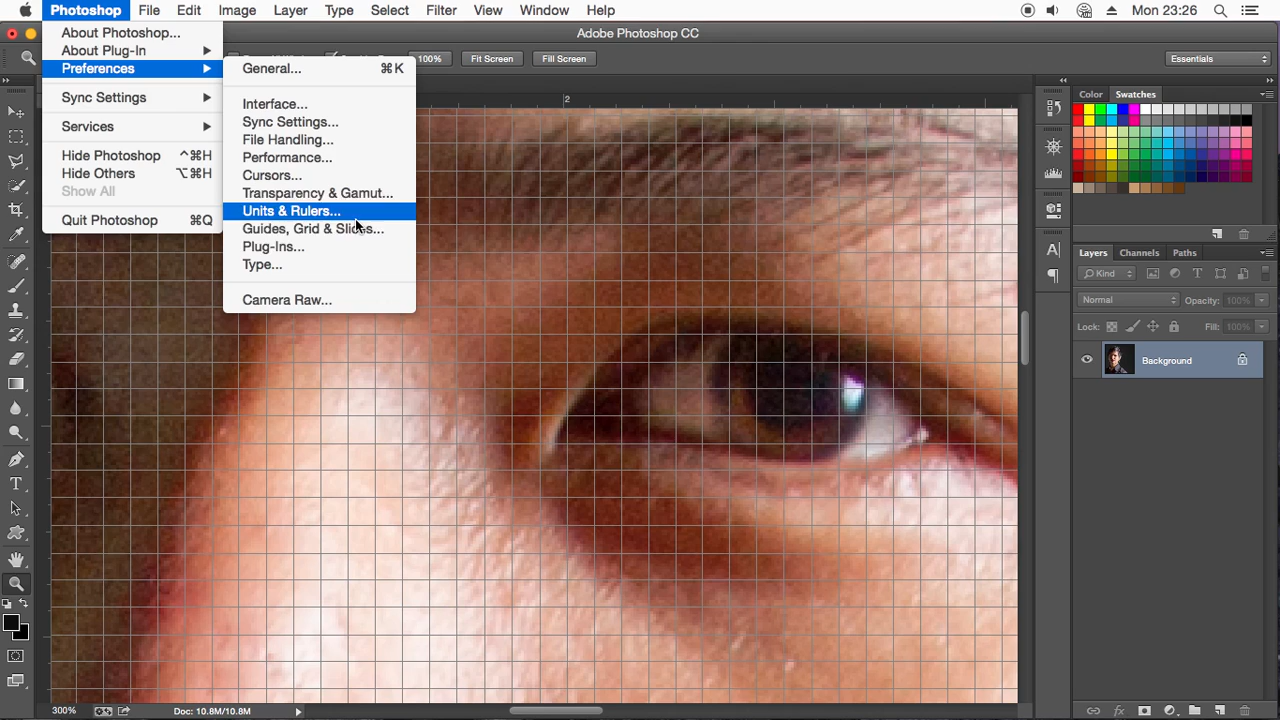 Photoshop File Edit Image Layer Type Select Filter View Window Help Mon 23:26
Adobe Photoshop CC
100% Fit Screen Fill Screen Essentials
About Photoshop...
About Plug-In
Preferences
Sync Settings
Services
Hide Photoshop ^⌘H
Hide Others ⌥⌘H
Show All
Quit Photoshop ⌘Q
General... ⌘K
Interface...
Sync Settings...
File Handling...
Performance...
Cursors...
Transparency & Gamut...
Units & Rulers...
Guides, Grid & Slices...
Plug-Ins...
Type...
Camera Raw...
2
Color Swatches
Layers Channels Paths
Kind
Normal Opacity: 100%
Lock: Fill: 100%
Background
300% Doc: 10.8M/10.8M